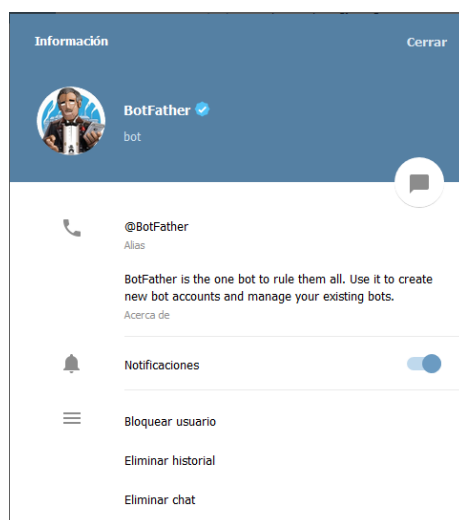 Información
Cerrar
BotFather
bot
@BotFather
Alias
BotFather is the one bot to rule them all. Use it to create
new bot accounts and manage your existing bots.
Acerca de
Notificaciones
Bloquear usuario
Eliminar historial
Eliminar chat